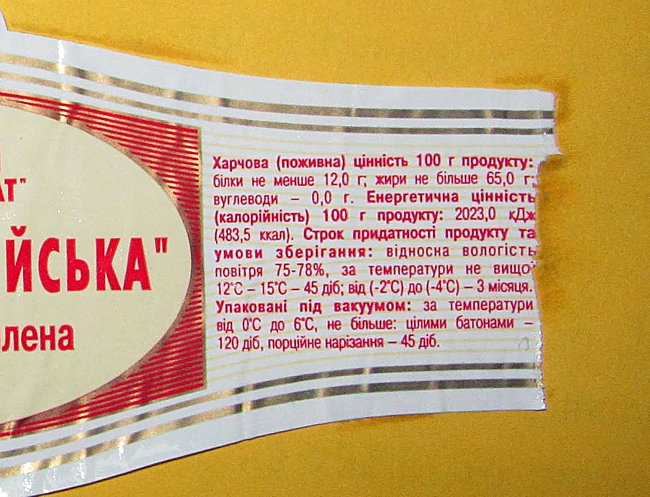 АТ"
ЙСЬКА"
лена
Харчова (поживна) цінність 100 г продукту:
білки не менше 12,0 г; жири не більше 65,0 г;
вуглеводи – 0,0 г. Енергетична цінність
(калорійність) 100 г продукту: 2023,0 кДж
(483,5 ккал). Строк придатності продукту та
умови зберігання: відносна вологість
повітря 75-78%, за температури не вищо
12°С – 15°С – 45 діб; від (-2°С) до (-4°С) – 3 місяця.
Упаковані під вакуумом: за температури
від 0°С до 6°С, не більше: цілими батонами –
120 діб, порційне нарізання – 45 діб.